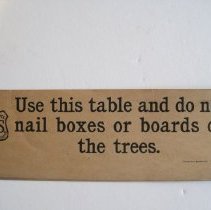 Use this table and do n
nail boxes or boards o
the trees.